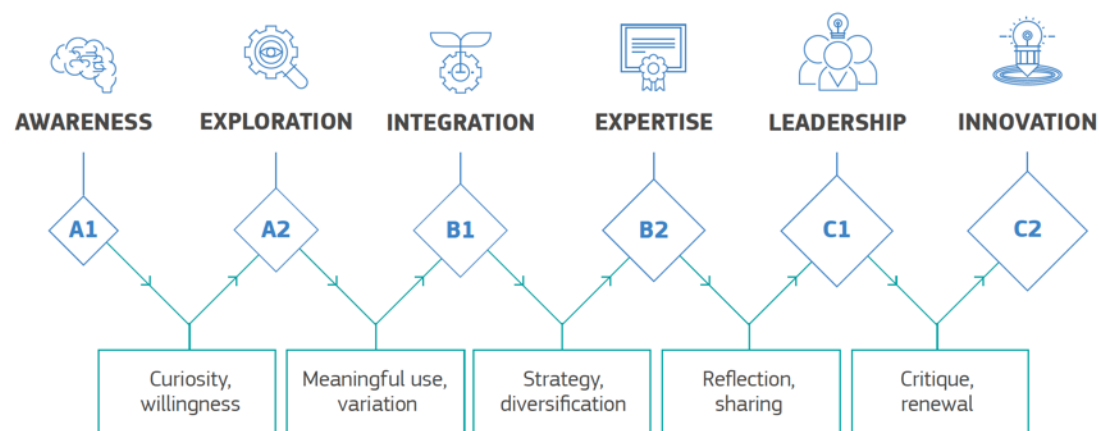 AWARENESS
EXPLORATION
INTEGRATION
EXPERTISE
LEADERSHIP
INNOVATION
A1
A2
B1
B2
C1
C2
Curiosity,
willingness
Meaningful use,
variation
Strategy,
diversification
Reflection,
sharing
Critique,
renewal